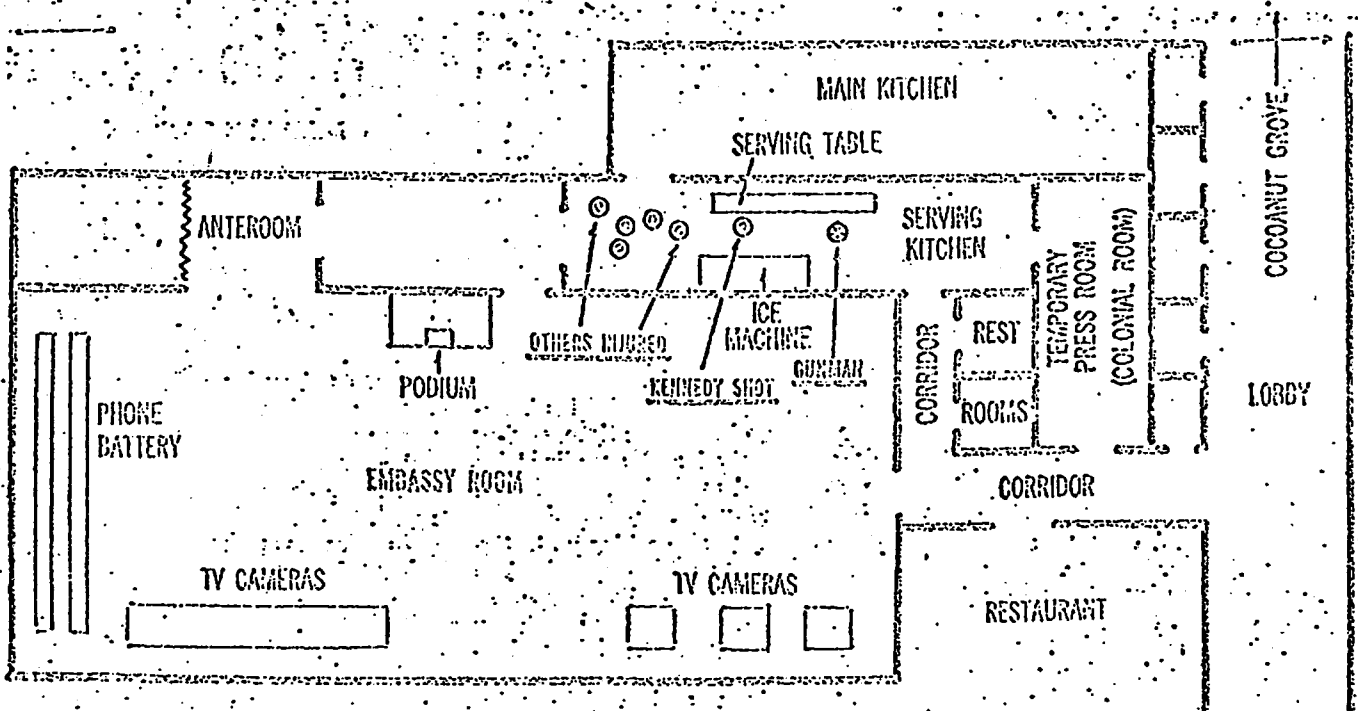 MAIN KITCHEN
COCOANUT GROVE
SERVING TABLE
ANTEROOM
SERVING
KITCHEN
TEMPORARY
PRESS ROOM
(COLONIAL ROOM)
OTHERS INJURED
ICE
MACHINE
GUNMAN
KENNEDY SHOT
PODIUM
CORRIDOR
REST
ROOMS
LOBBY
PHONE
BATTERY
EMBASSY ROOM
CORRIDOR
TV CAMERAS
TV CAMERAS
RESTAURANT